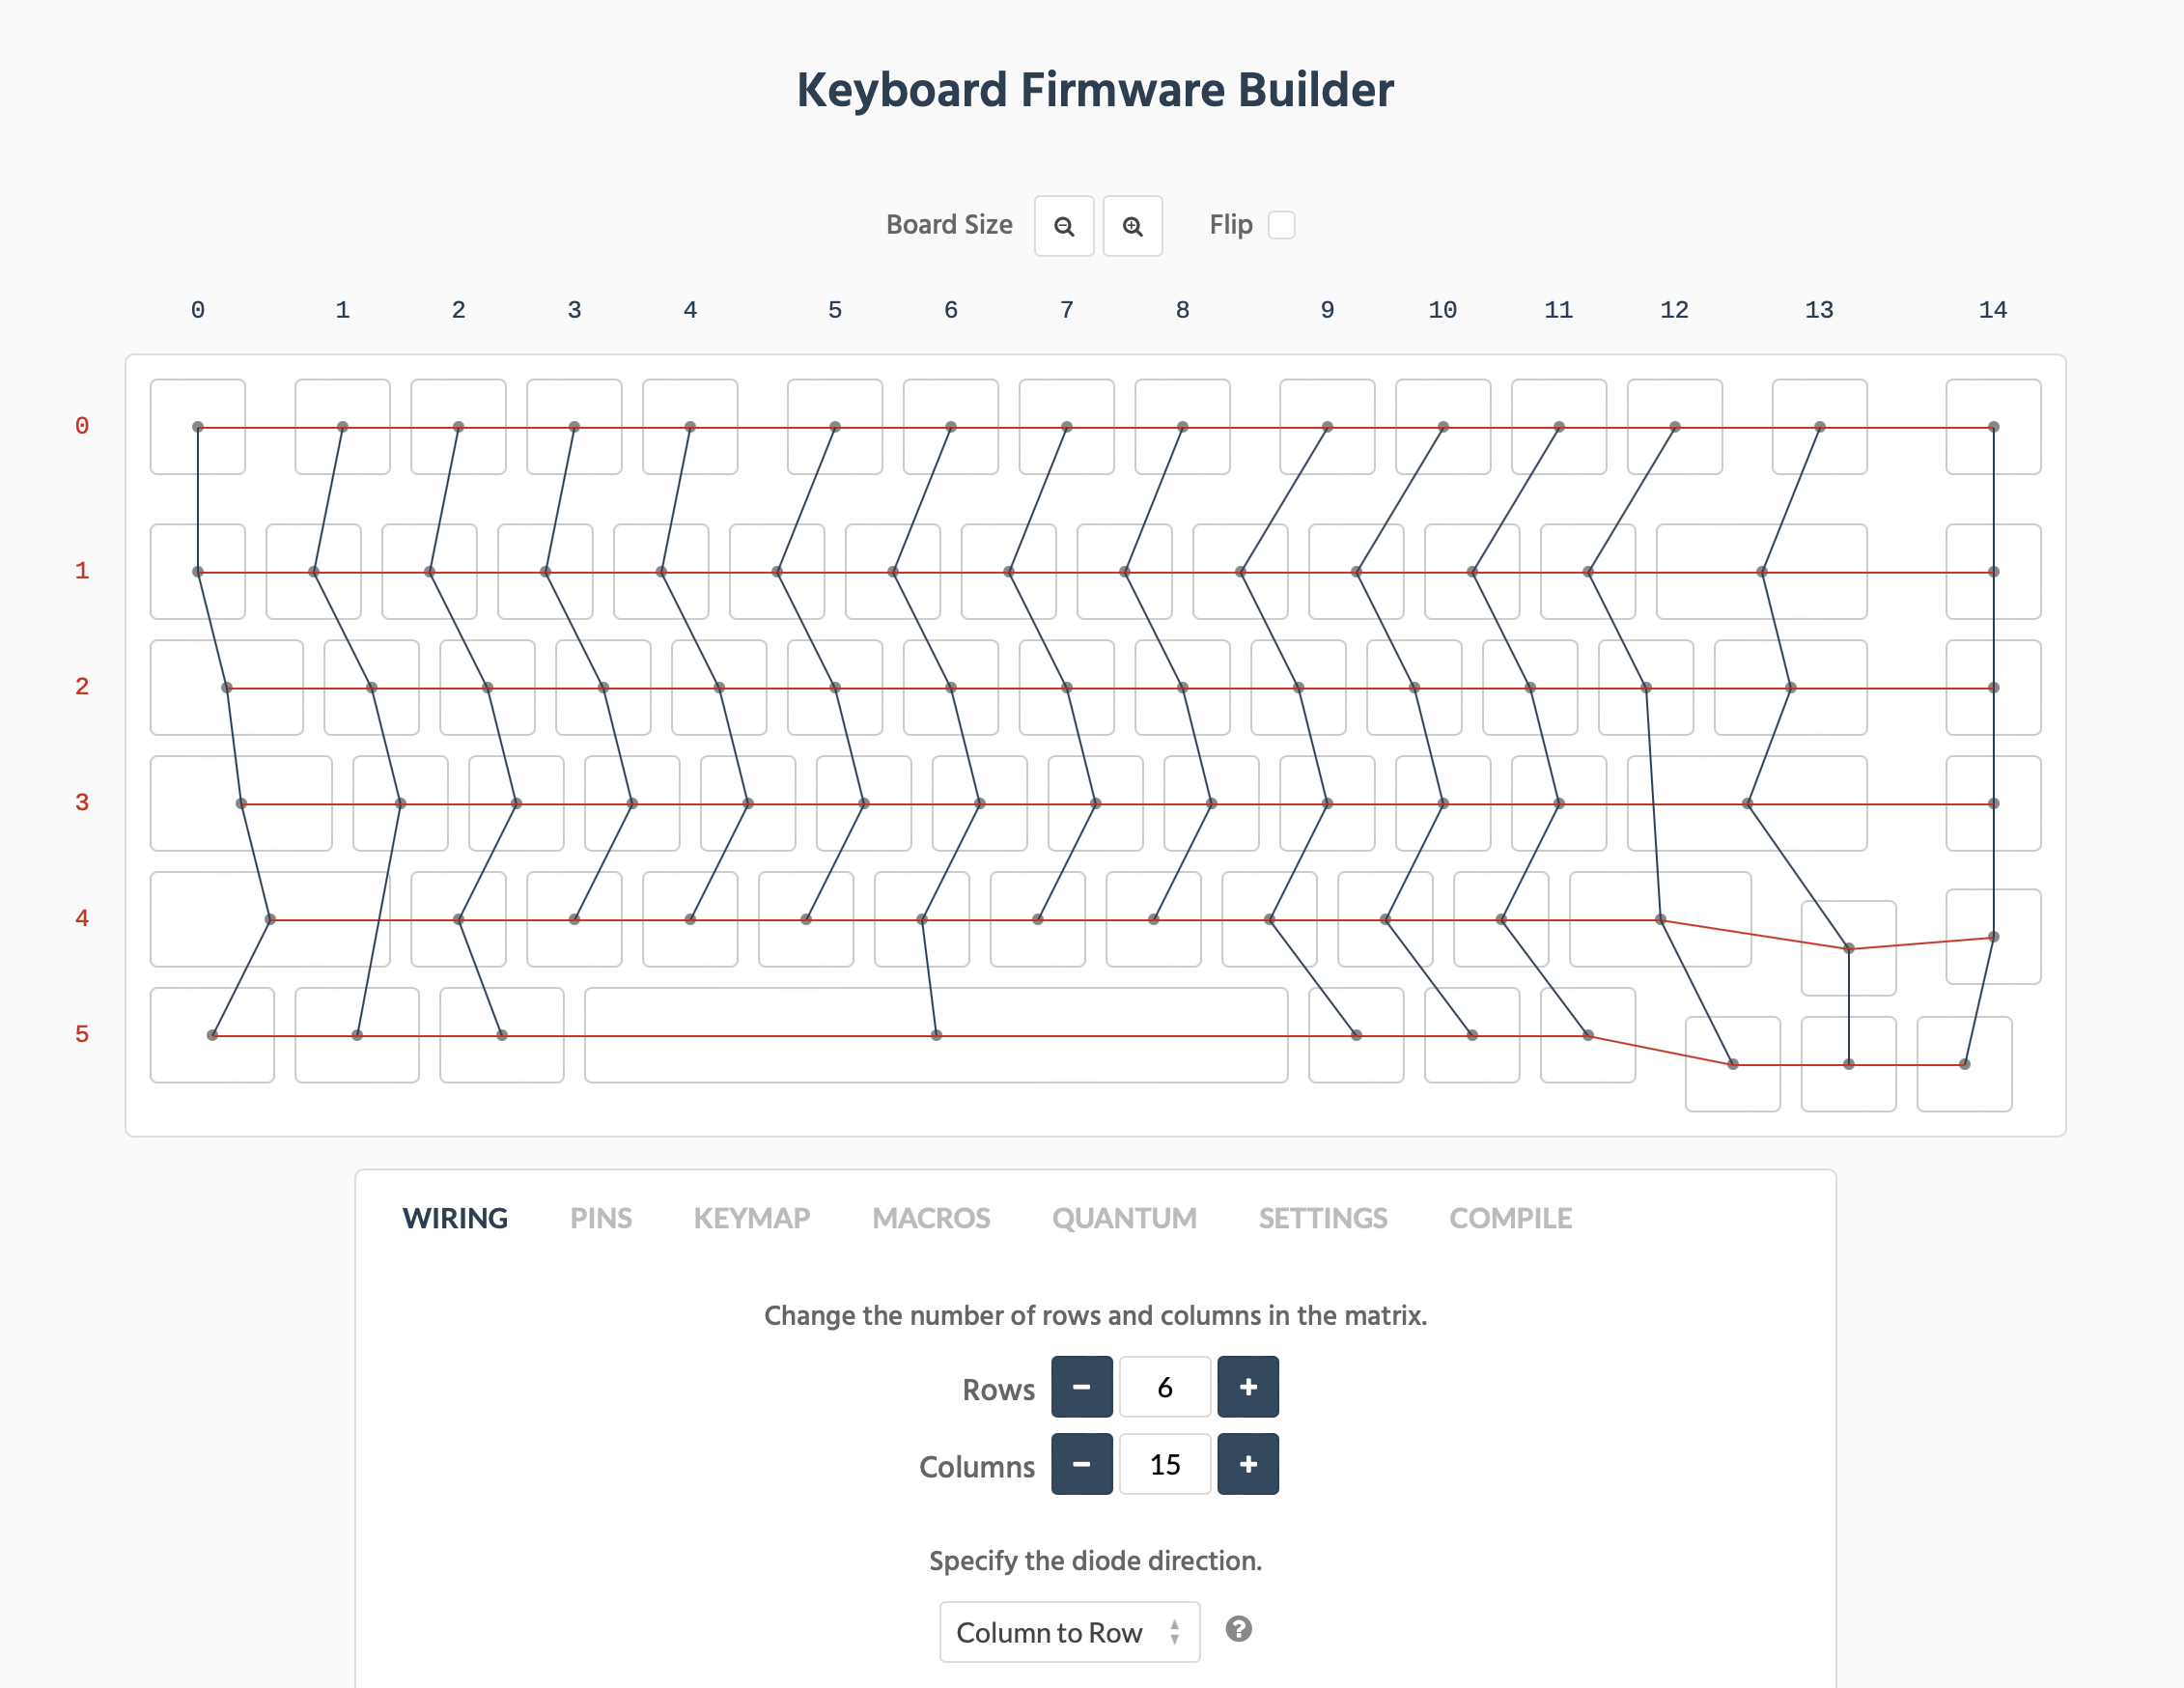 Keyboard Firmware Builder
Board Size Flip
0 1 2 3 4 5 6 7 8 9 10 11 12 13 14
0
1
2
3
4
5
WIRING PINS KEYMAP MACROS QUANTUM SETTINGS COMPILE
Change the number of rows and columns in the matrix.
Rows − 6 +
Columns − 15 +
Specify the diode direction.
Column to Row ?